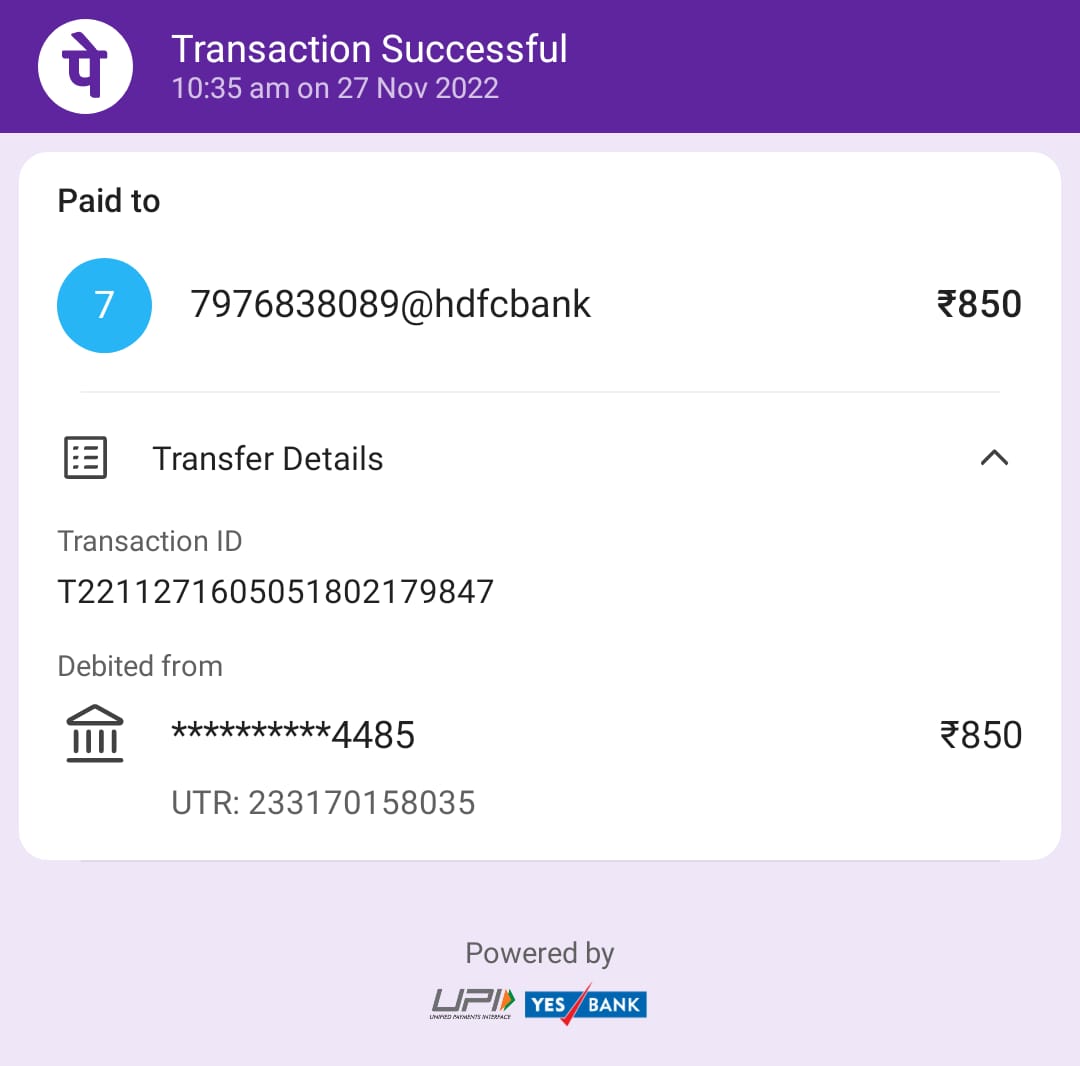 पे
Transaction Successful
10:35 am on 27 Nov 2022
Paid to
7
7976838089@hdfcbank
₹850
Transfer Details
Transaction ID
T2211271605051802179847
Debited from
**********4485
₹850
UTR: 233170158035
Powered by
UPI
UNIFIED PAYMENTS INTERFACE
YES BANK